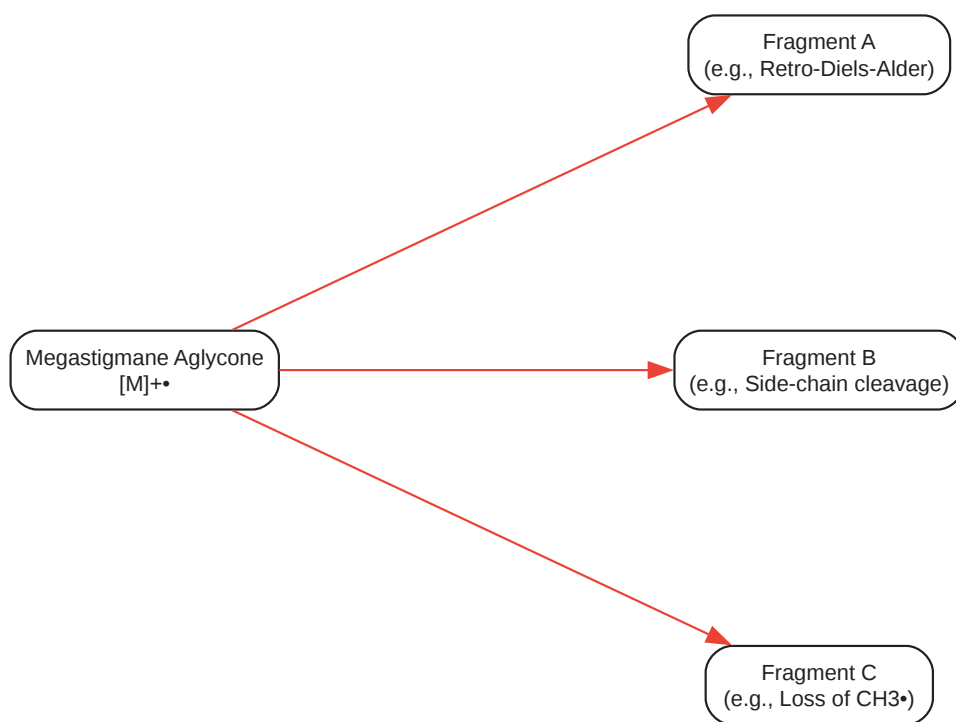 Fragment A
(e.g., Retro-Diels-Alder)
Megastigmane Aglycone
[M]+•
Fragment B
(e.g., Side-chain cleavage)
Fragment C
(e.g., Loss of CH3•)